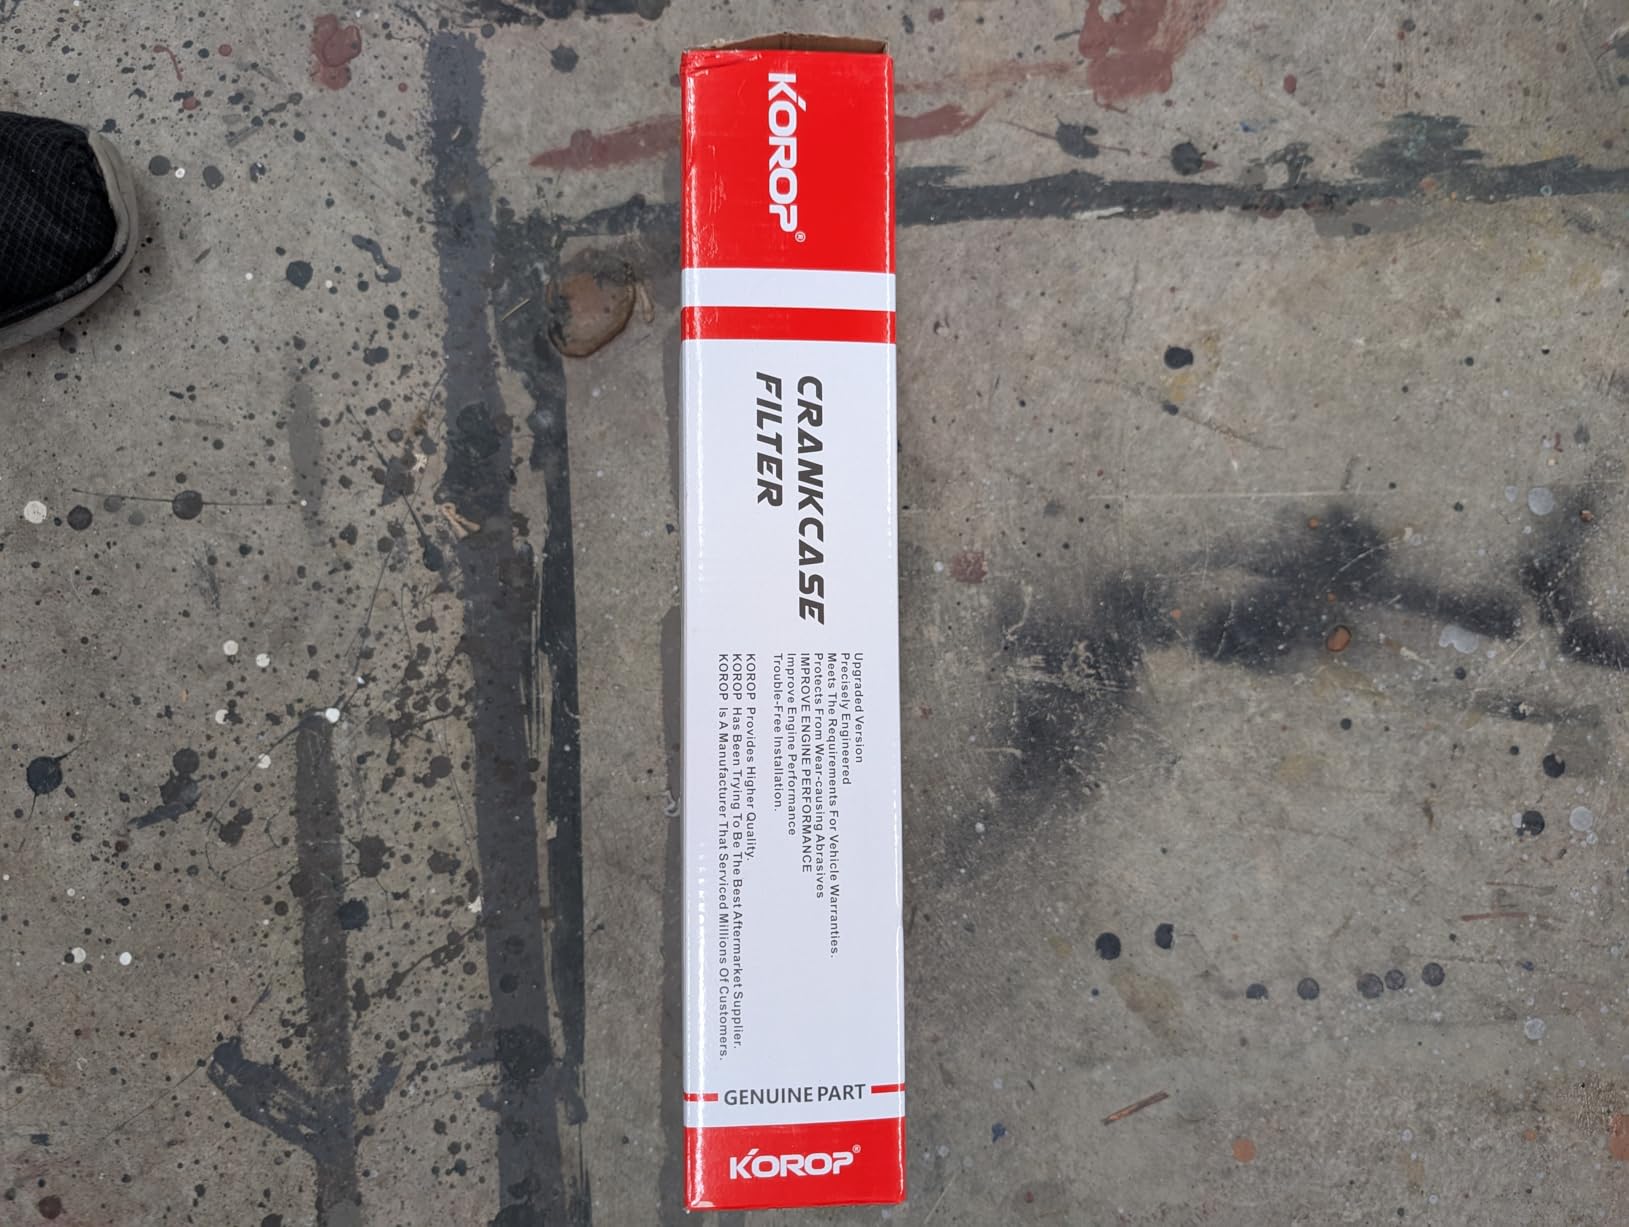 KOROP®
CRANKCASE
FILTER
Upgraded Version
Precisely Engineered
Meets The Requirements For Vehicle Warranties.
Protects From Wear-causing Abrasives
IMPROVE ENGINE PERFORMANCE
Improve Engine Performance
Trouble-Free Installation.
KOROP Provides Higher Quality.
KOROP Has Been Trying To Be The Best Aftermarket Supplier.
KOROP Is A Manufacturer That Serviced Millions Of Customers.
GENUINE PART
KOROP®